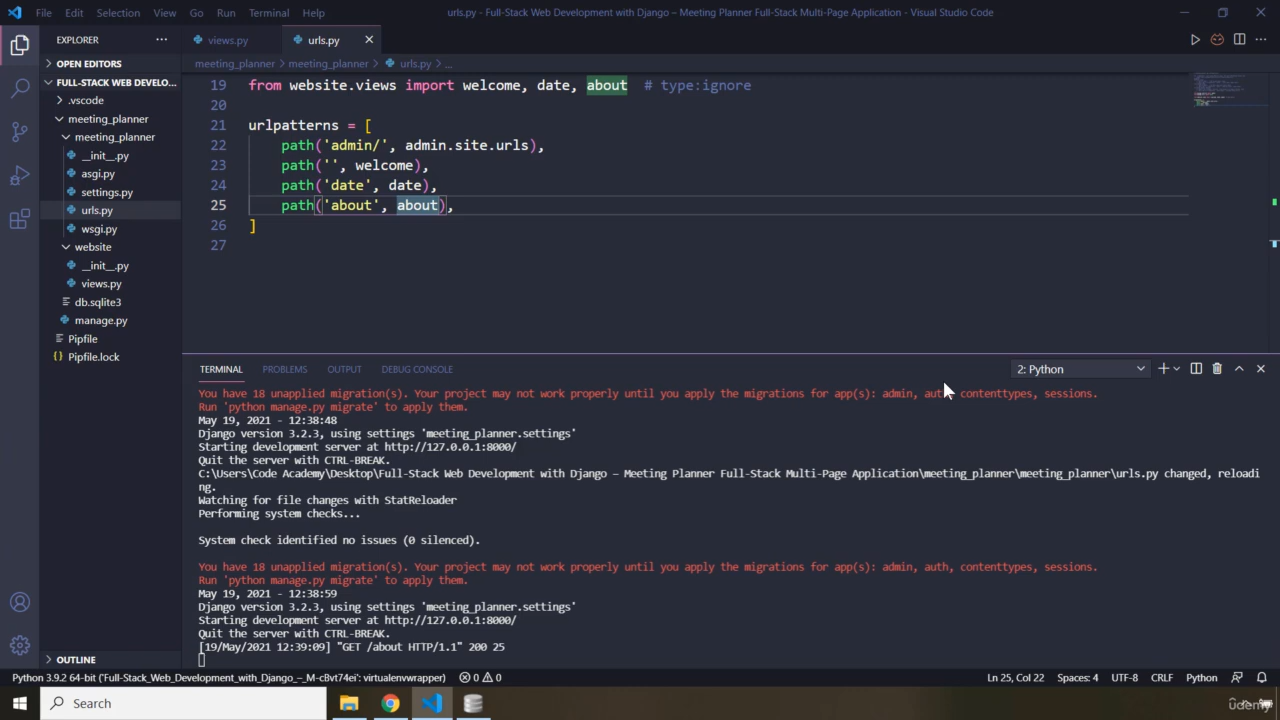 File Edit Selection View Go Run Terminal Help urls.py - Full-Stack Web Development with Django – Meeting Planner Full-Stack Multi-Page Application - Visual Studio Code
EXPLORER
views.py urls.py
OPEN EDITORS
meeting_planner > meeting_planner > urls.py > ...
FULL-STACK WEB DEVELO...
.vscode
meeting_planner
meeting_planner
__init__.py
asgi.py
settings.py
urls.py
wsgi.py
website
__init__.py
views.py
db.sqlite3
manage.py
Pipfile
Pipfile.lock
OUTLINE
19 from website.views import welcome, date, about # type:ignore
20
21 urlpatterns = [
22 path('admin/', admin.site.urls),
23 path('', welcome),
24 path('date', date),
25 path('about', about),
26 ]
27
TERMINAL PROBLEMS OUTPUT DEBUG CONSOLE 2: Python
You have 18 unapplied migration(s). Your project may not work properly until you apply the migrations for app(s): admin, auth, contenttypes, sessions.
Run 'python manage.py migrate' to apply them.
May 19, 2021 - 12:38:48
Django version 3.2.3, using settings 'meeting_planner.settings'
Starting development server at http://127.0.0.1:8000/
Quit the server with CTRL-BREAK.
C:\Users\Code Academy\Desktop\Full-Stack Web Development with Django – Meeting Planner Full-Stack Multi-Page Application\meeting_planner\meeting_planner\urls.py changed, reloadi
ng.
Watching for file changes with StatReloader
Performing system checks...
System check identified no issues (0 silenced).
You have 18 unapplied migration(s). Your project may not work properly until you apply the migrations for app(s): admin, auth, contenttypes, sessions.
Run 'python manage.py migrate' to apply them.
May 19, 2021 - 12:38:59
Django version 3.2.3, using settings 'meeting_planner.settings'
Starting development server at http://127.0.0.1:8000/
Quit the server with CTRL-BREAK.
[19/May/2021 12:39:09] "GET /about HTTP/1.1" 200 25
Python 3.9.2 64-bit ('Full-Stack_Web_Development_with_Django_–_M-c8vt74ei': virtualenvwrapper) 0 0 Ln 25, Col 22 Spaces: 4 UTF-8 CRLF Python
Search
udemy